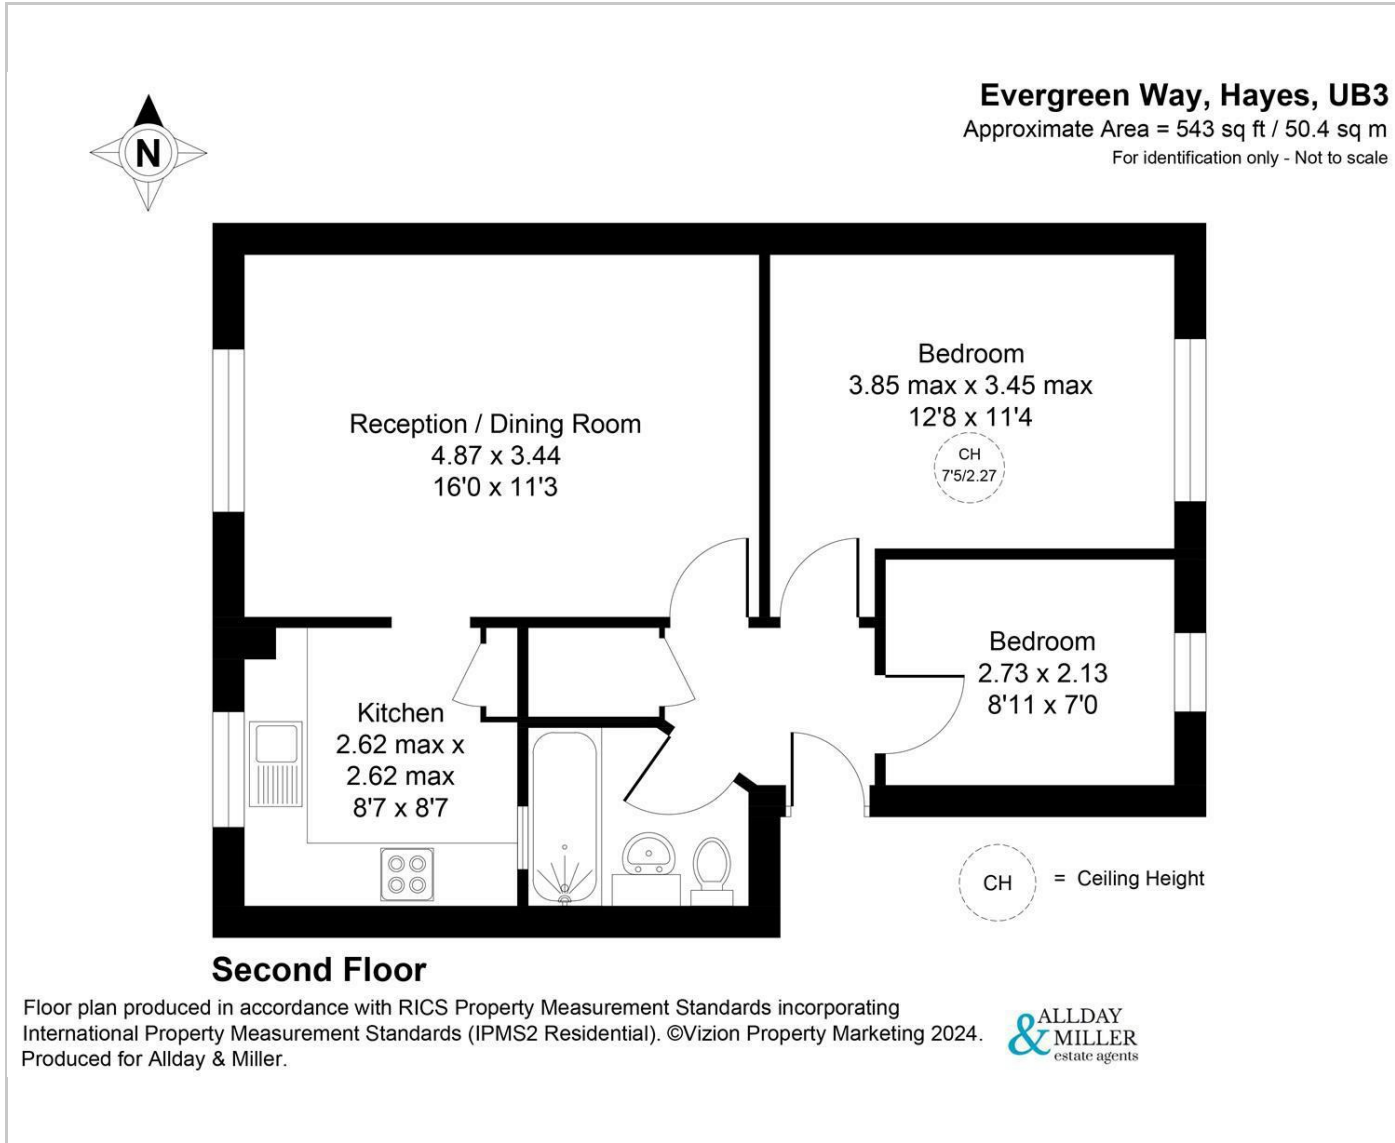 N
Evergreen Way, Hayes, UB3
Approximate Area = 543 sq ft / 50.4 sq m
For identification only - Not to scale
Reception / Dining Room
4.87 x 3.44
16'0 x 11'3
Bedroom
3.85 max x 3.45 max
12'8 x 11'4
CH
7'5/2.27
Bedroom
2.73 x 2.13
8'11 x 7'0
Kitchen
2.62 max x
2.62 max
8'7 x 8'7
CH = Ceiling Height
Second Floor
Floor plan produced in accordance with RICS Property Measurement Standards incorporating
International Property Measurement Standards (IPMS2 Residential). ©Vizion Property Marketing 2024.
Produced for Allday & Miller.
ALLDAY
& MILLER
estate agents